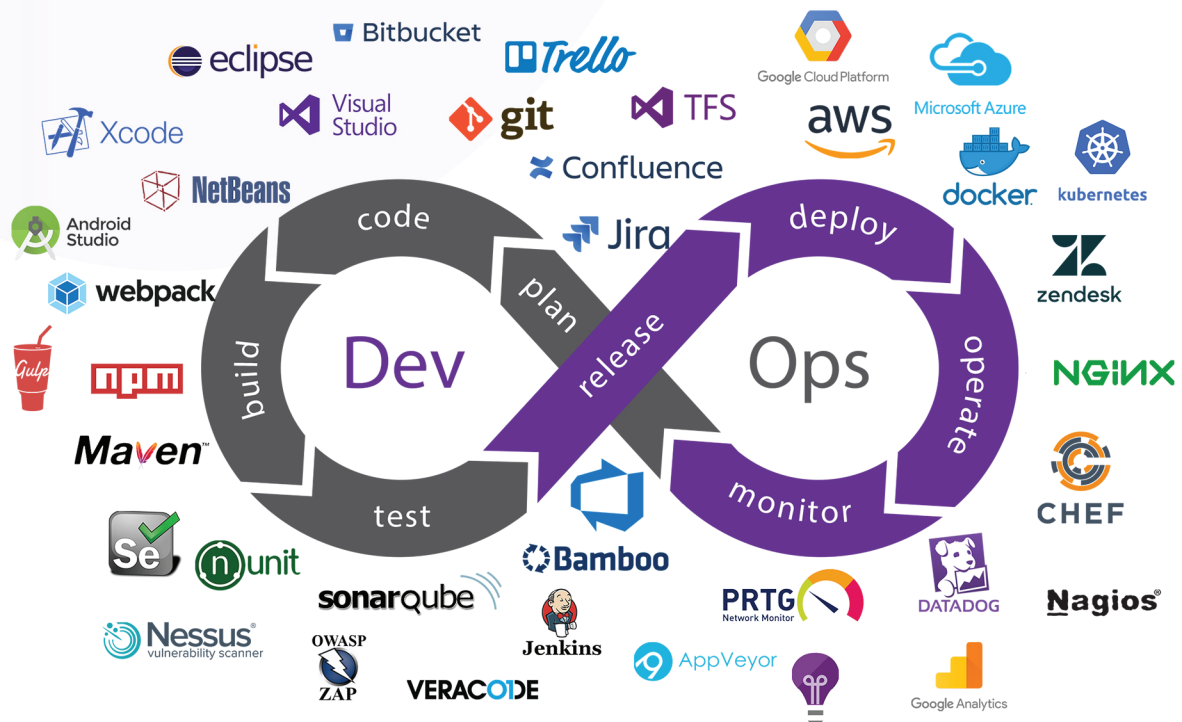 Bitbucket
Trello
Google Cloud Platform
eclipse
Microsoft Azure
Visual
Studio
git
TFS
aws
Xcode
docker
kubernetes
NetBeans
Confluence
Android
Studio
Jira
code
deploy
zendesk
webpack
plan
Gulp
npm
build
Dev
release
Ops
operate
NGiNX
Maven™
test
monitor
CHEF
Se
nunit
Bamboo
sonarqube
PRTG
Network Monitor
DATADOG
Nagios®
Nessus®
vulnerability scanner
OWASP
ZAP
Jenkins
AppVeyor
VERACODE
Google Analytics